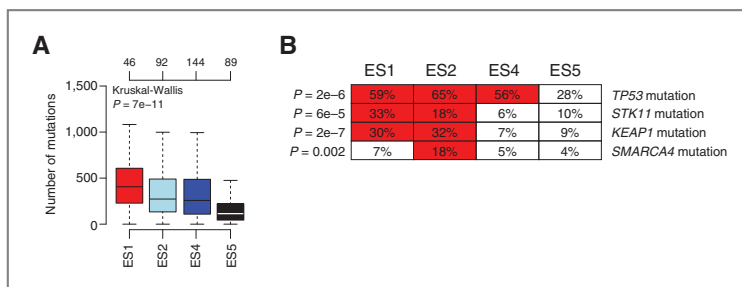 A
46 92 144 89
Kruskal-Wallis
P = 7e–11
Number of mutations
1,500
1,000
500
0
ES1 ES2 ES4 ES5
B
ES1 ES2 ES4 ES5
P = 2e–6 59% 65% 56% 28% TP53 mutation
P = 6e–5 33% 18% 6% 10% STK11 mutation
P = 2e–7 30% 32% 7% 9% KEAP1 mutation
P = 0.002 7% 18% 5% 4% SMARCA4 mutation